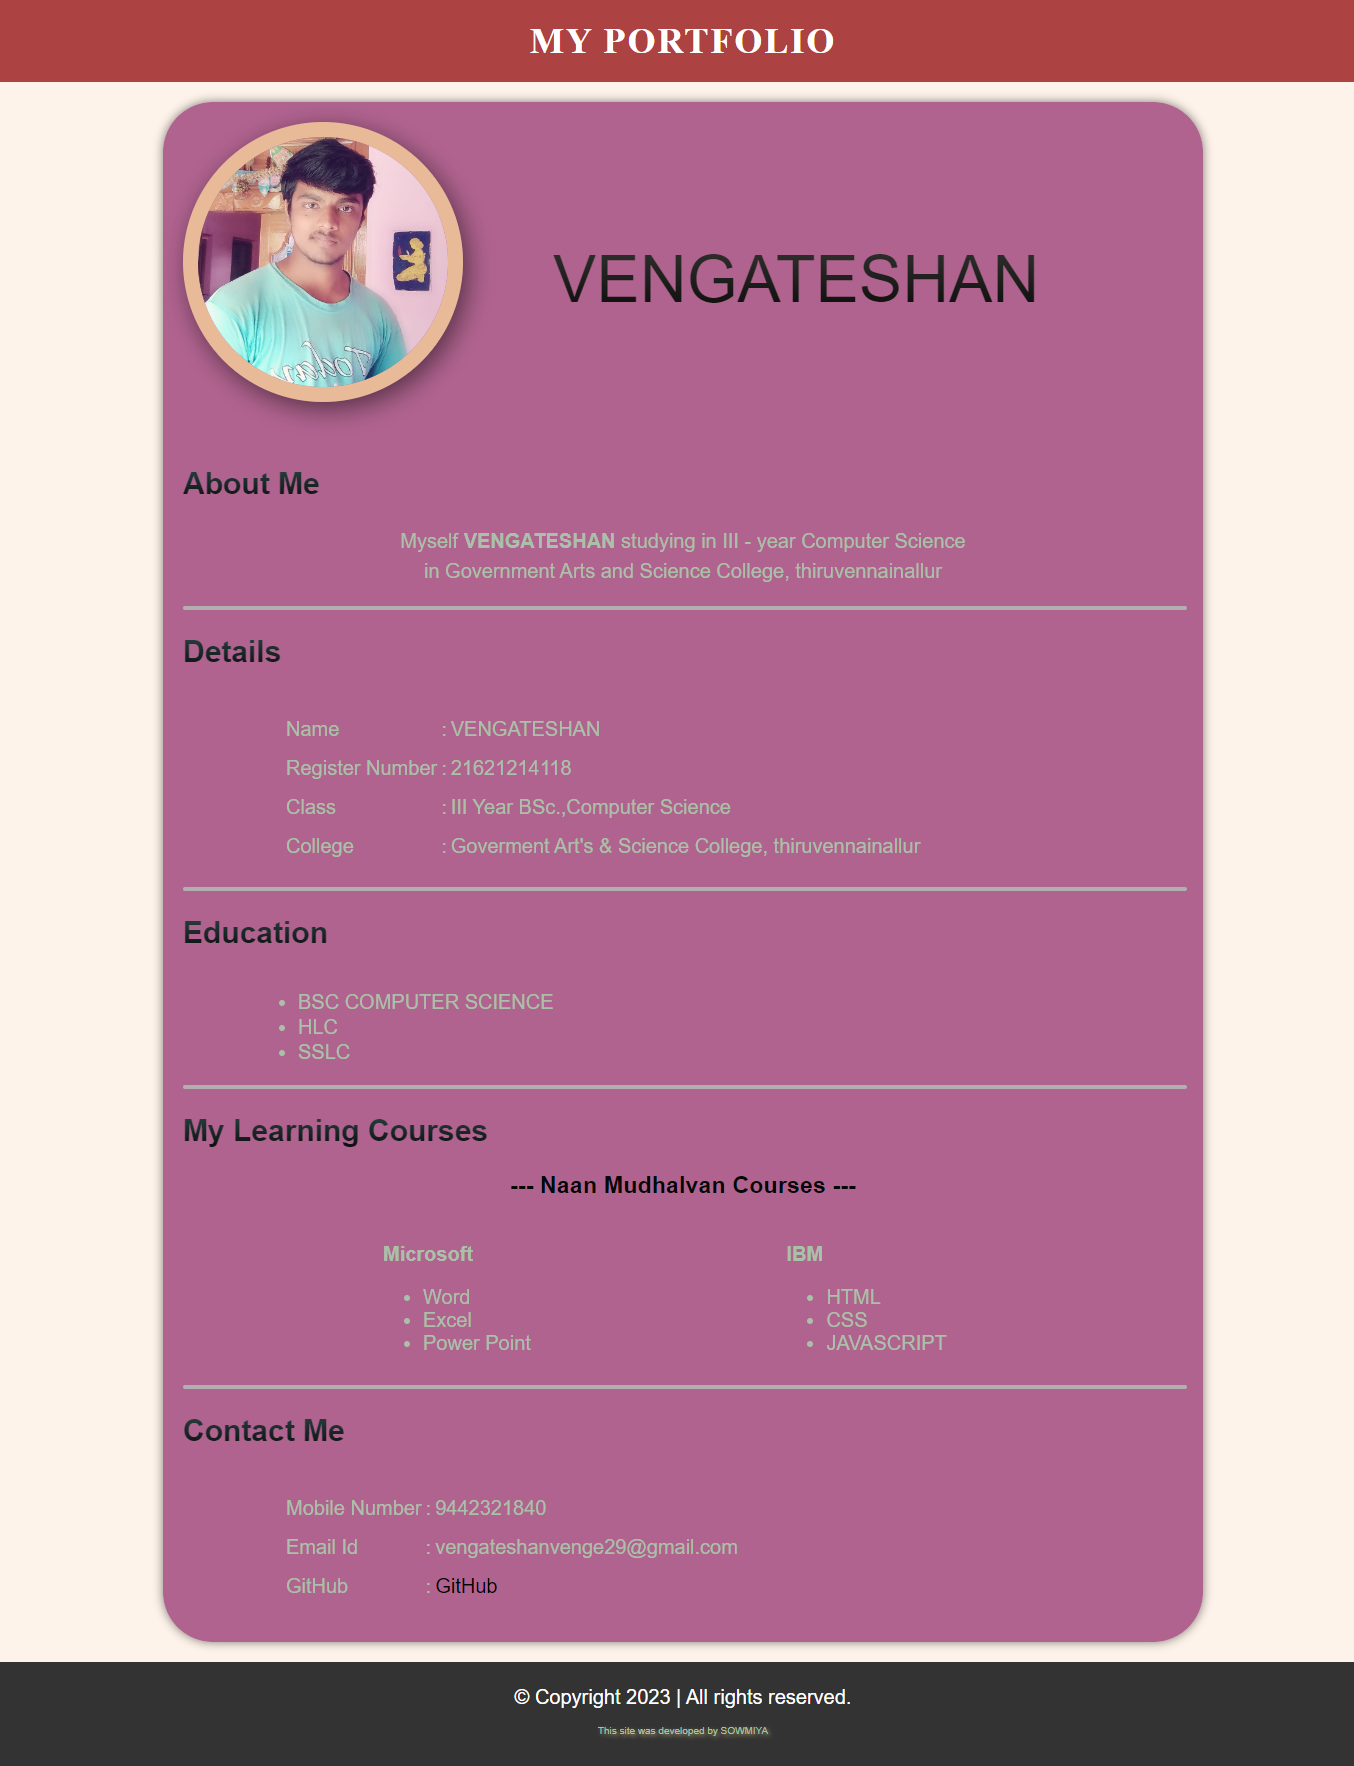 MY PORTFOLIO
VENGATESHAN
Today
About Me
Myself VENGATESHAN studying in III - year Computer Science
in Government Arts and Science College, thiruvennainallur
Details
Name : VENGATESHAN
Register Number : 21621214118
Class : III Year BSc.,Computer Science
College : Goverment Art's & Science College, thiruvennainallur
Education
• BSC COMPUTER SCIENCE
• HLC
• SSLC
My Learning Courses
--- Naan Mudhalvan Courses ---
Microsoft
• Word
• Excel
• Power Point
IBM
• HTML
• CSS
• JAVASCRIPT
Contact Me
Mobile Number : 9442321840
Email Id : vengateshanvenge29@gmail.com
GitHub : GitHub
© Copyright 2023 | All rights reserved.
This site was developed by SOWMIYA